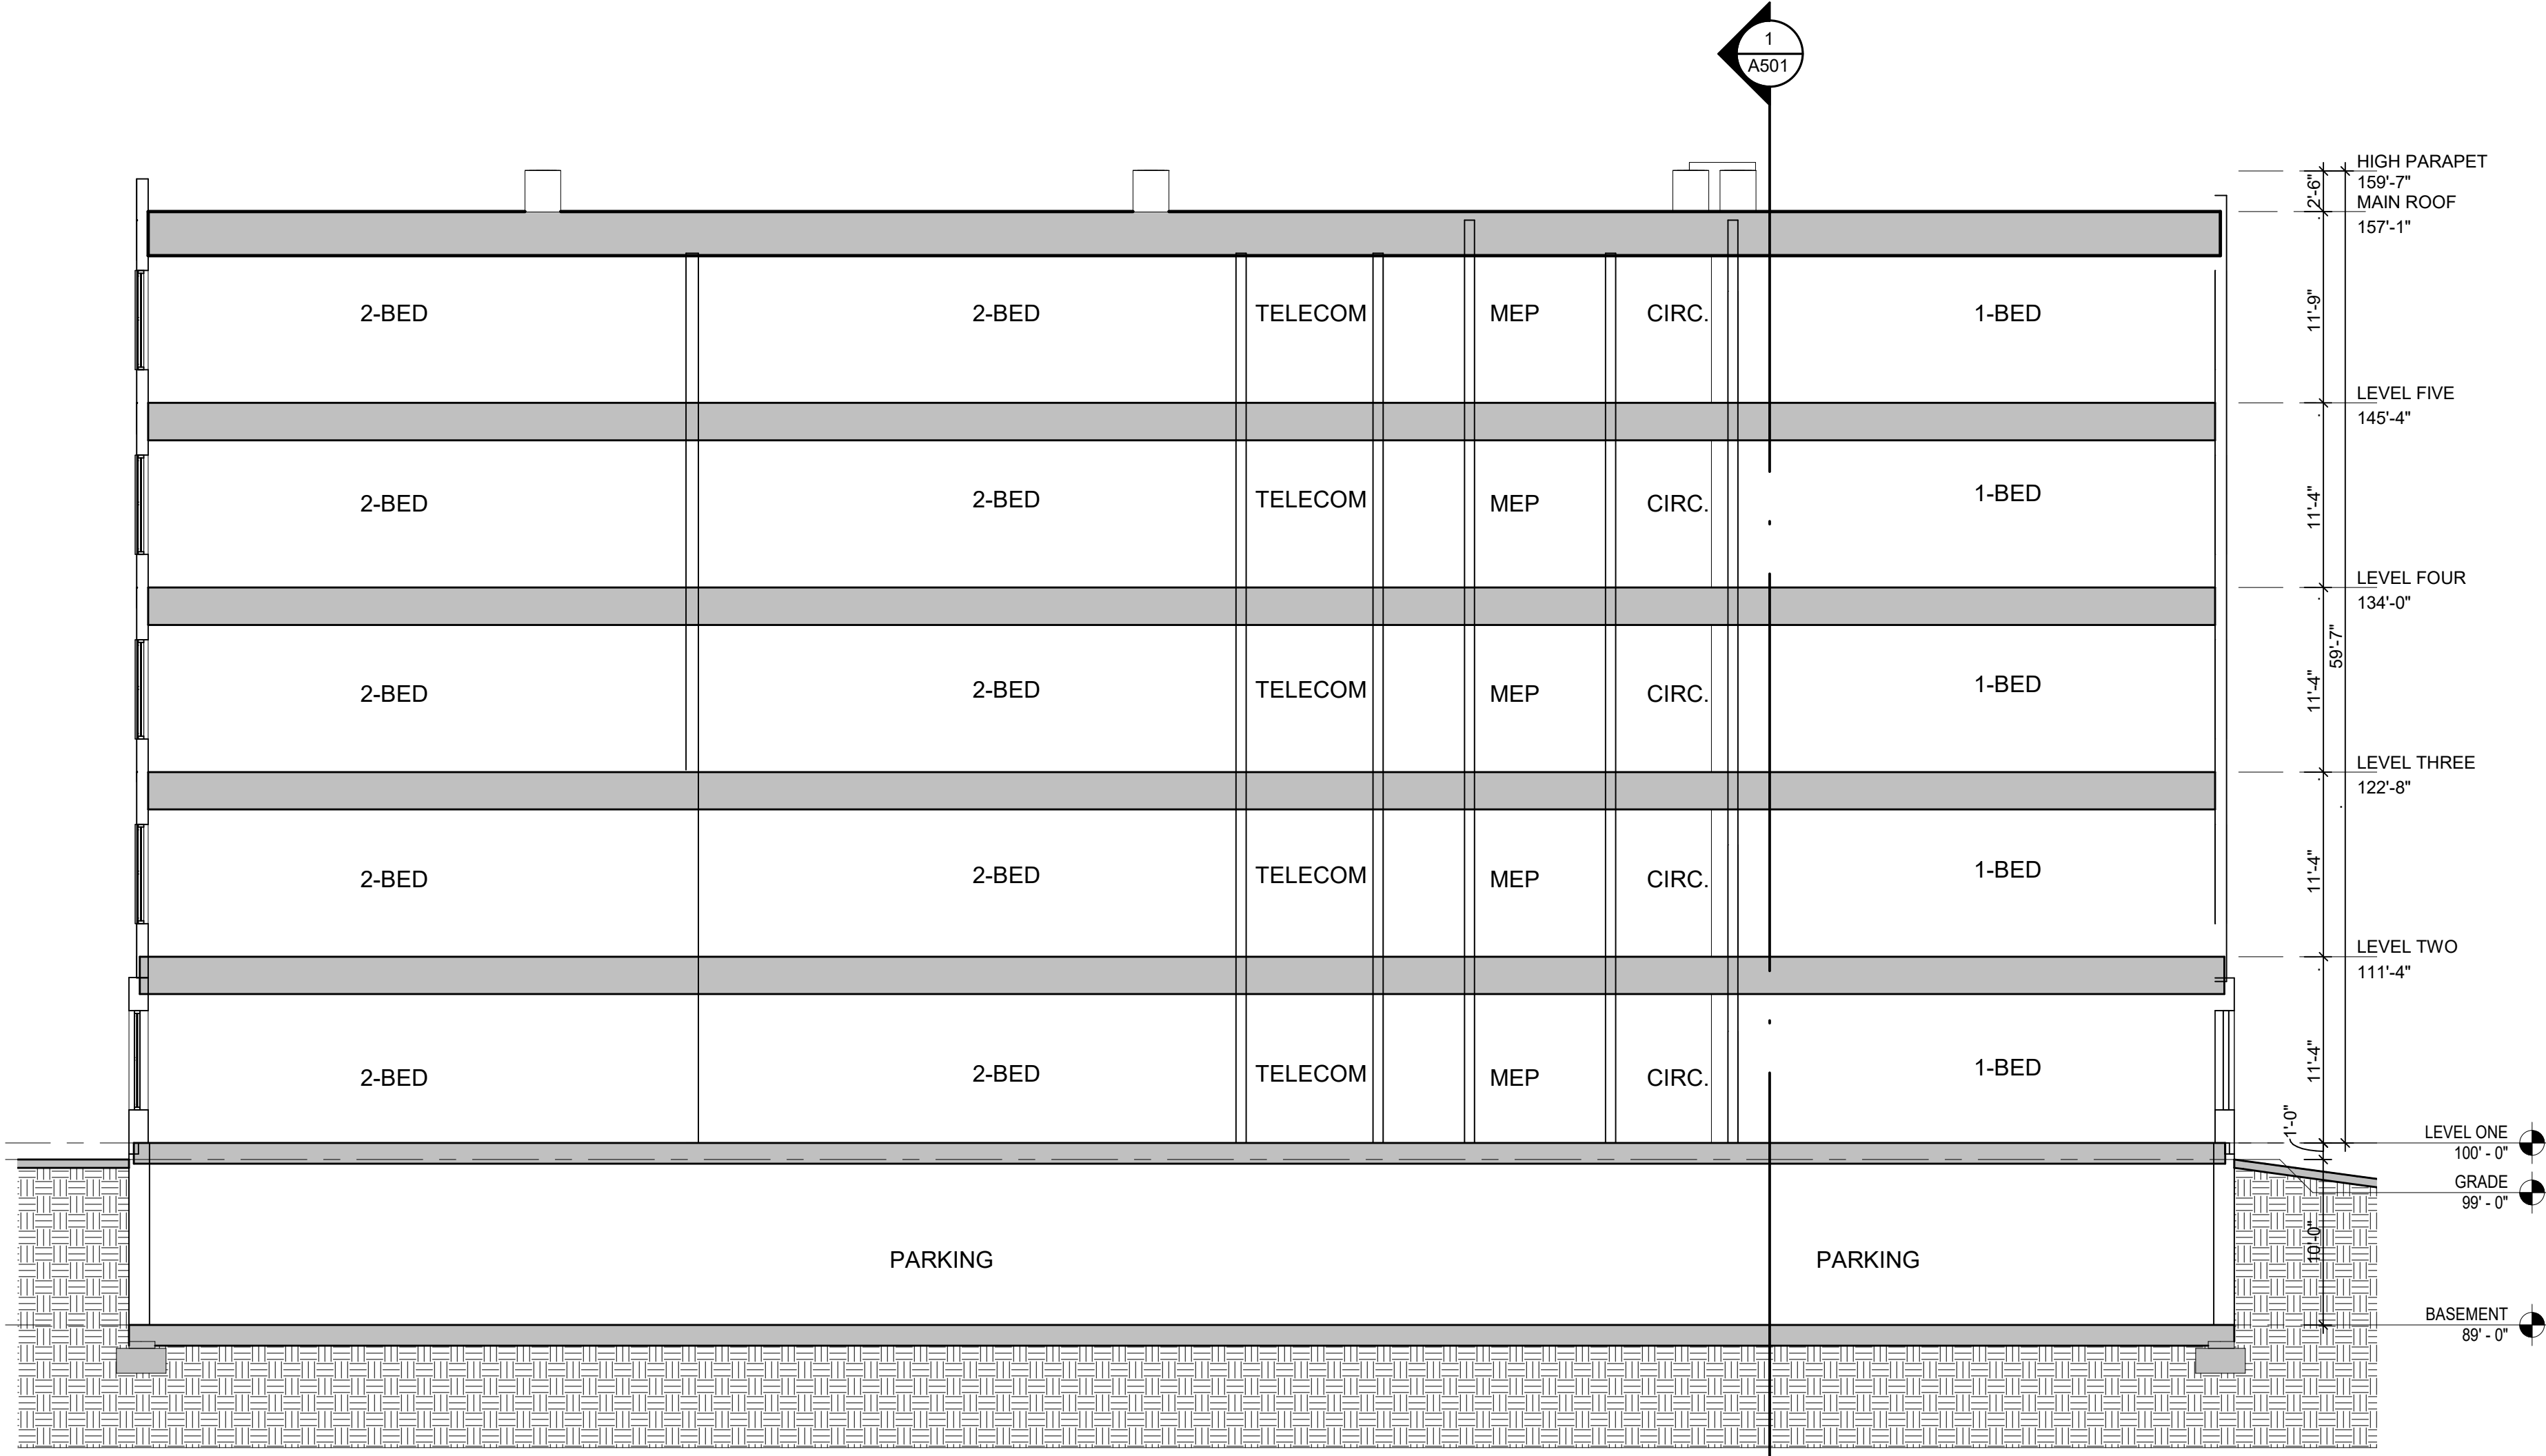 1
A501
HIGH PARAPET
159'-7"
2'-6"
MAIN ROOF
157'-1"
2-BED 2-BED TELECOM MEP CIRC. 1-BED
11'-9"
LEVEL FIVE
145'-4"
2-BED 2-BED TELECOM MEP CIRC. 1-BED
11'-4"
LEVEL FOUR
134'-0"
59'-7"
2-BED 2-BED TELECOM MEP CIRC. 1-BED
11'-4"
LEVEL THREE
122'-8"
2-BED 2-BED TELECOM MEP CIRC. 1-BED
11'-4"
LEVEL TWO
111'-4"
2-BED 2-BED TELECOM MEP CIRC. 1-BED
11'-4"
1'-0"
LEVEL ONE
100' - 0"
GRADE
99' - 0"
PARKING PARKING
10'-0"
BASEMENT
89' - 0"